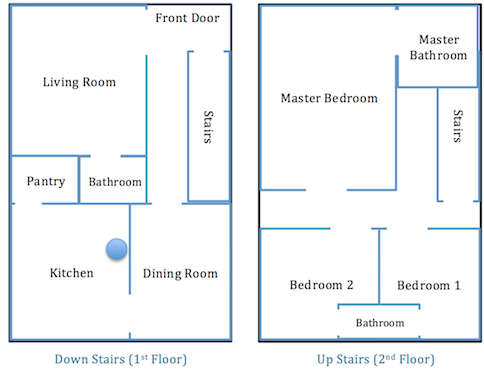 Front Door
Living Room
Stairs
Pantry
Bathroom
Kitchen
Dining Room
Down Stairs (1st Floor)
Master
Bathroom
Master Bedroom
Stairs
Bedroom 2
Bedroom 1
Bathroom
Up Stairs (2nd Floor)